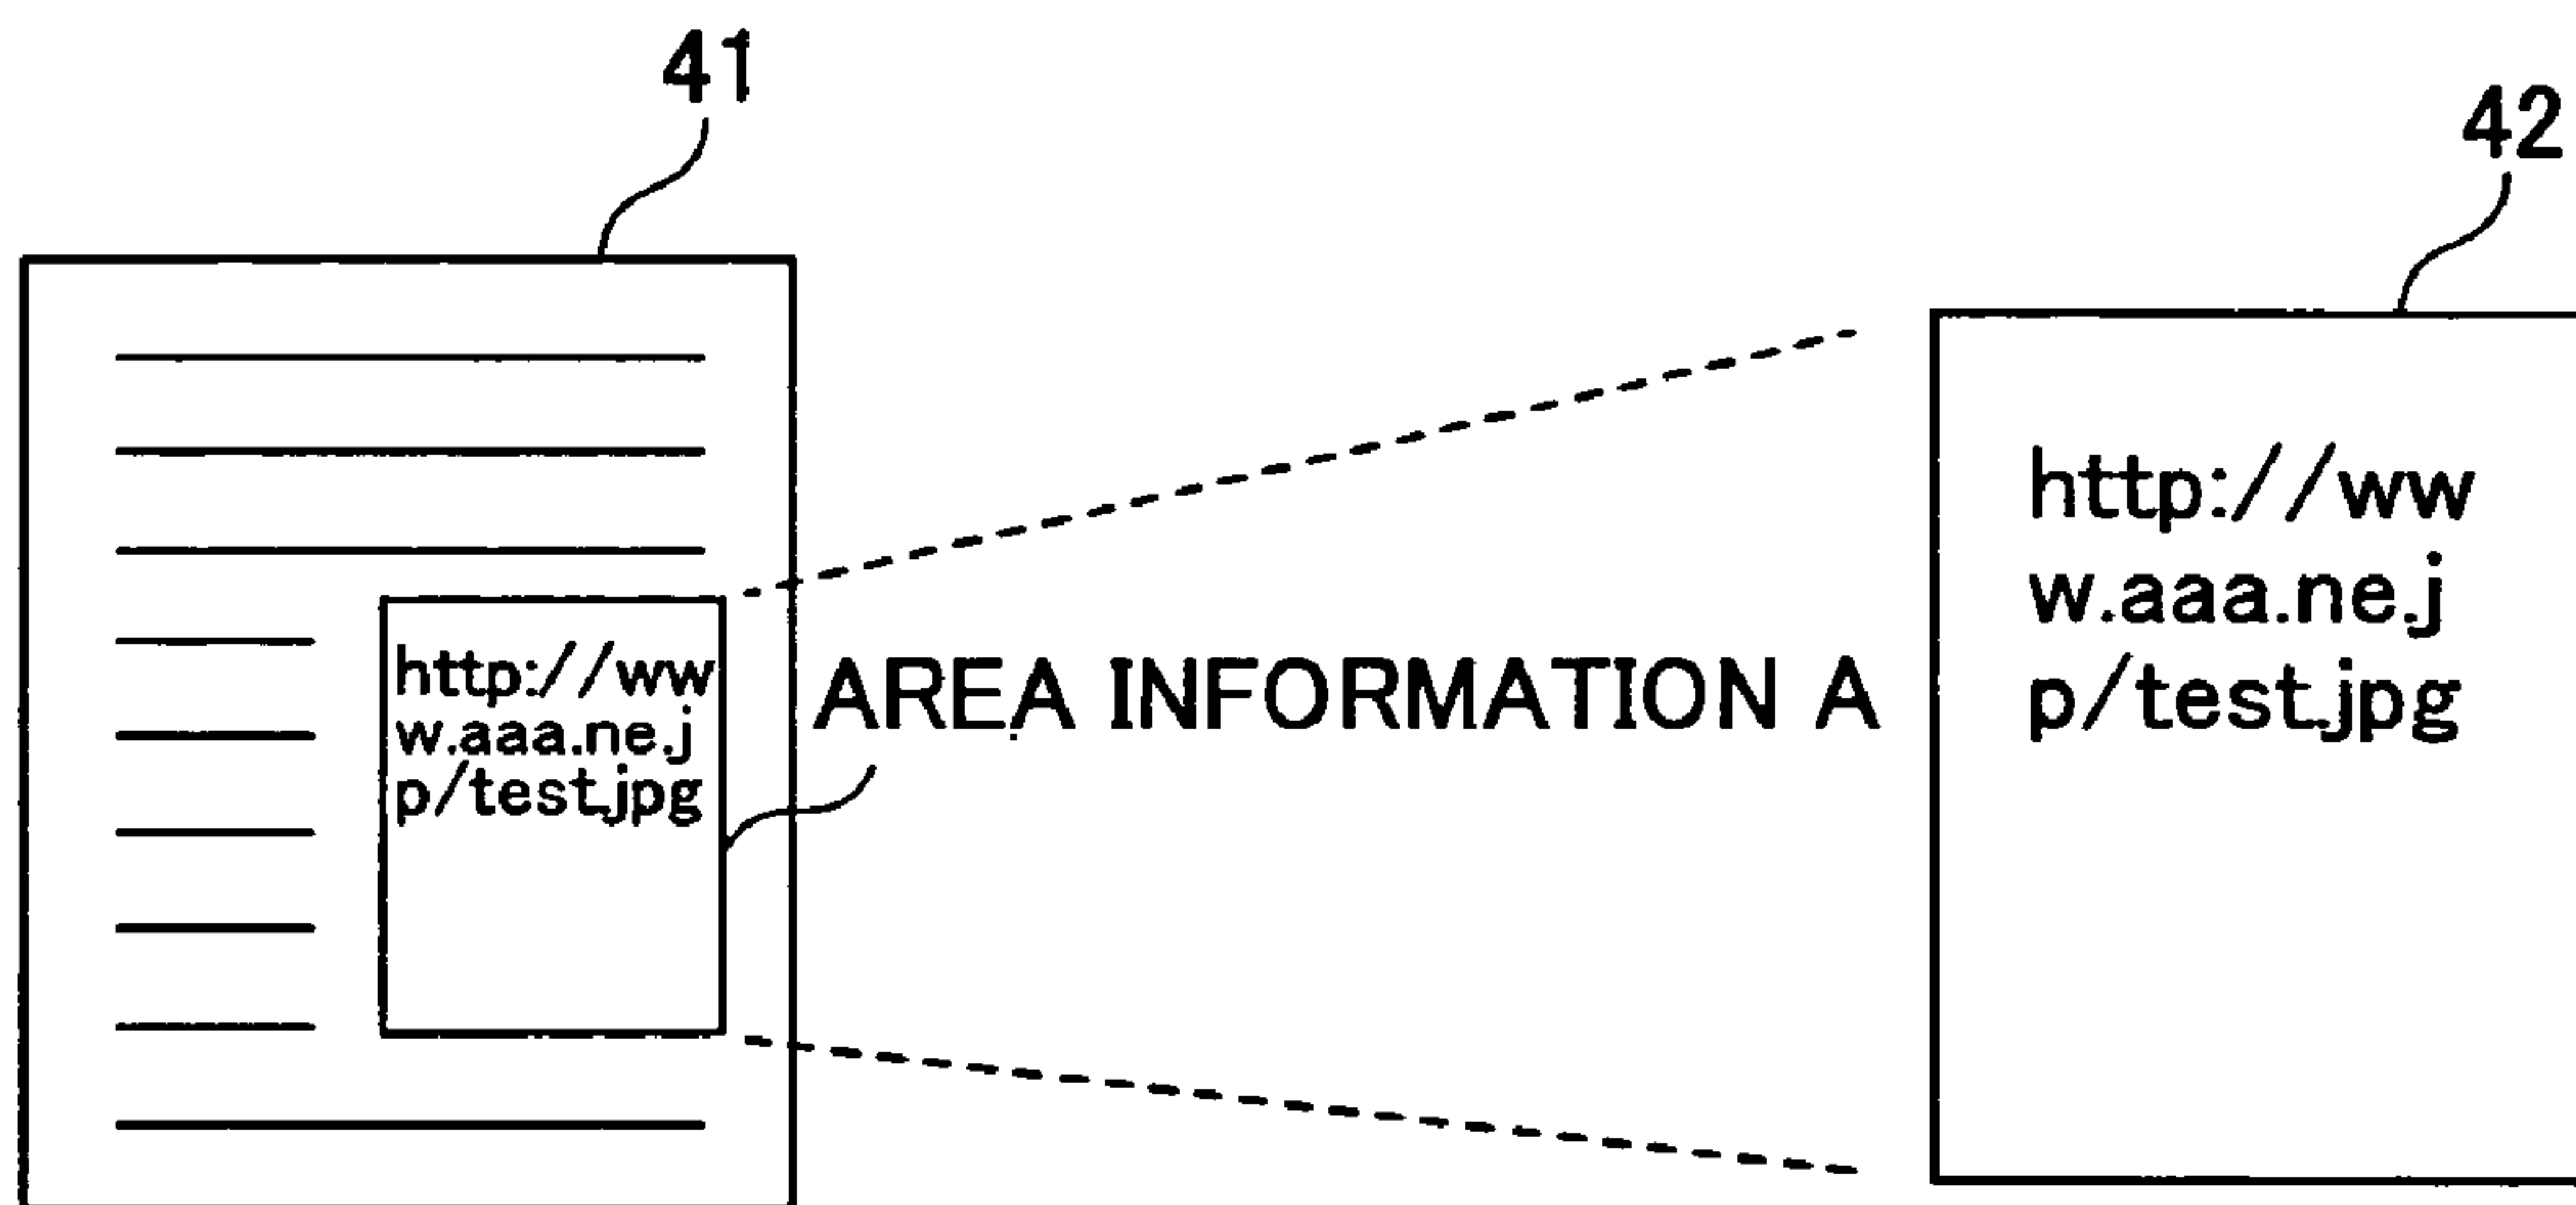 41
42
http://ww
w.aaa.ne.j
p/test.jpg
AREA INFORMATION A
http://ww
w.aaa.ne.j
p/test.jpg